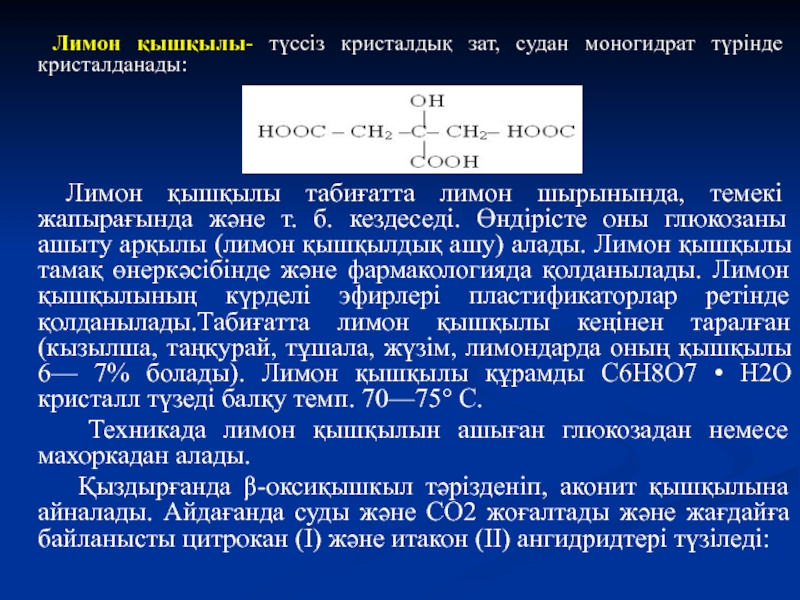 Лимон қышқылы- түссіз кристалдық зат, судан моногидрат түрінде
кристалданады:
OH
HOOC – CH₂ –C– CH₂– HOOC
COOH
Лимон қышқылы табиғатта лимон шырынында, темекі
жапырағында және т. б. кездеседі. Өндірісте оны глюкозаны
ашыту арқылы (лимон қышқылдық ашу) алады. Лимон қышқылы
тамақ өнеркәсібінде және фармакологияда қолданылады. Лимон
қышқылының күрделі эфирлері пластификаторлар ретінде
қолданылады.Табиғатта лимон қышқылы кеңінен таралған
(кызылша, таңқурай, тұшала, жүзім, лимондарда оның қышқылы
6— 7% болады). Лимон қышқылы құрамды С6Н8О7 • Н2О
кристалл түзеді балқу темп. 70—75° С.
Техникада лимон қышқылын ашыған глюкозадан немесе
махоркадан алады.
Қыздырғанда β-оксиқышкыл тәрізденіп, аконит қышқылына
айналады. Айдағанда суды және СО2 жоғалтады және жағдайға
байланысты цитрокан (I) және итакон (II) ангидридтері түзіледі: